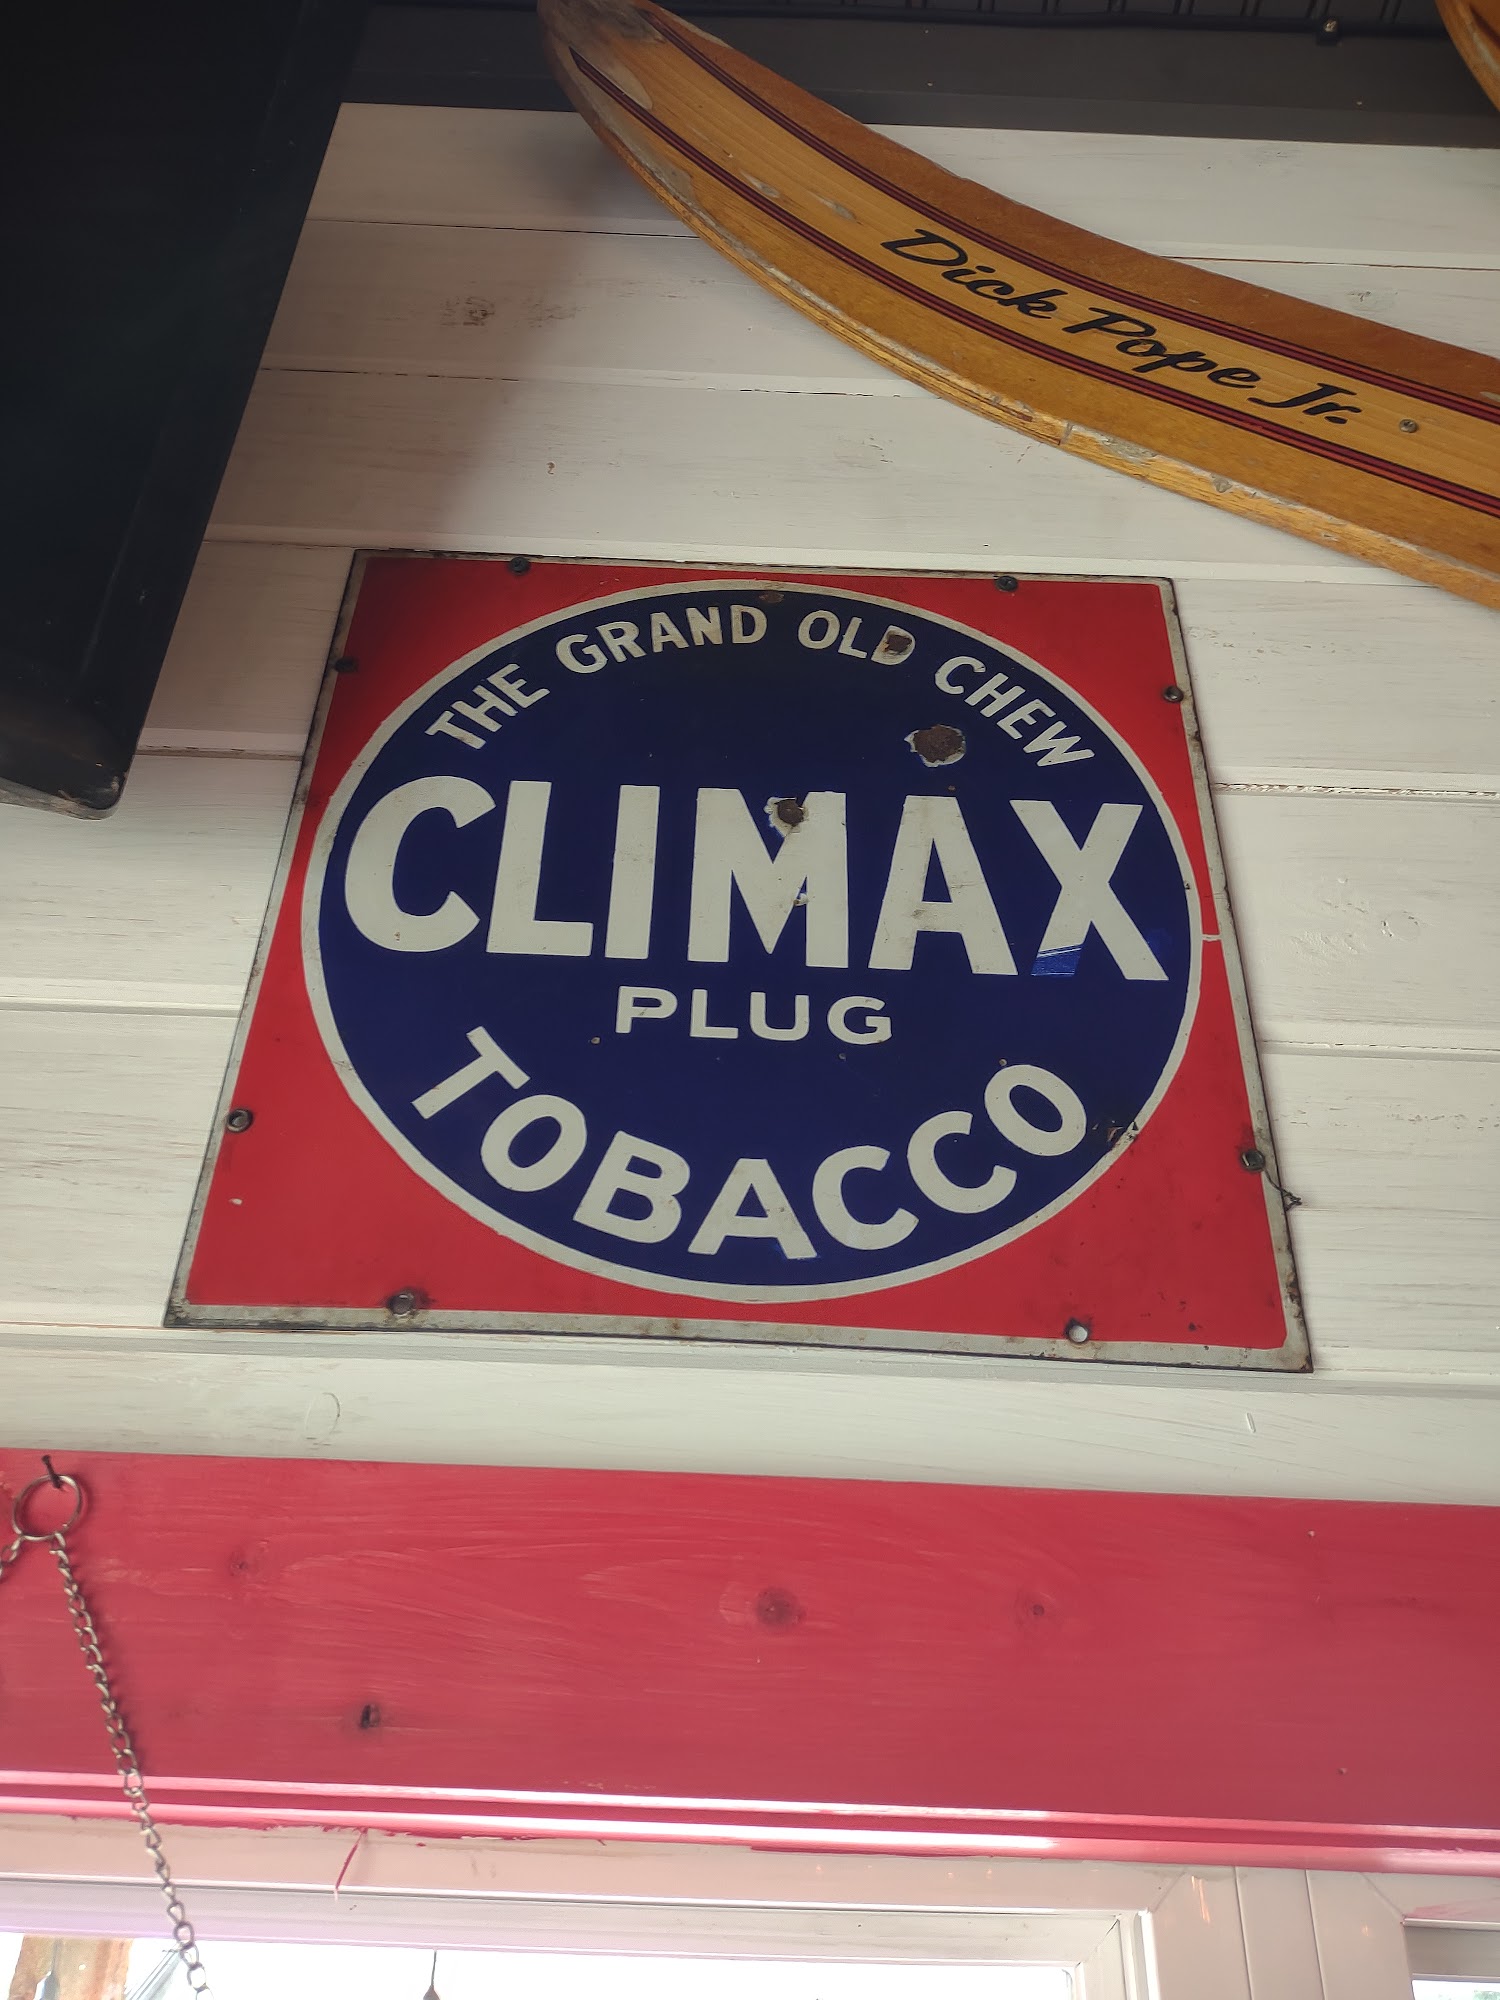 Dick Pope Jr.
THE GRAND OLD CHEW
CLIMAX
PLUG
TOBACCO